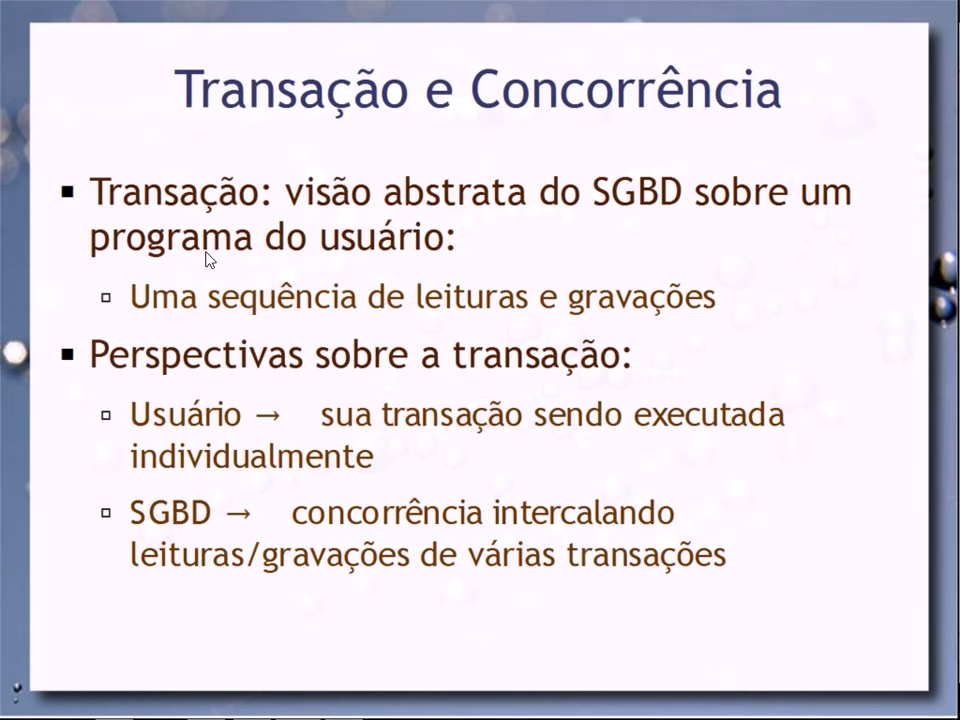 Transação e Concorrência
▪ Transação: visão abstrata do SGBD sobre um
programa do usuário:
▫ Uma sequência de leituras e gravações
▪ Perspectivas sobre a transação:
▫ Usuário → sua transação sendo executada
individualmente
▫ SGBD → concorrência intercalando
leituras/gravações de várias transações